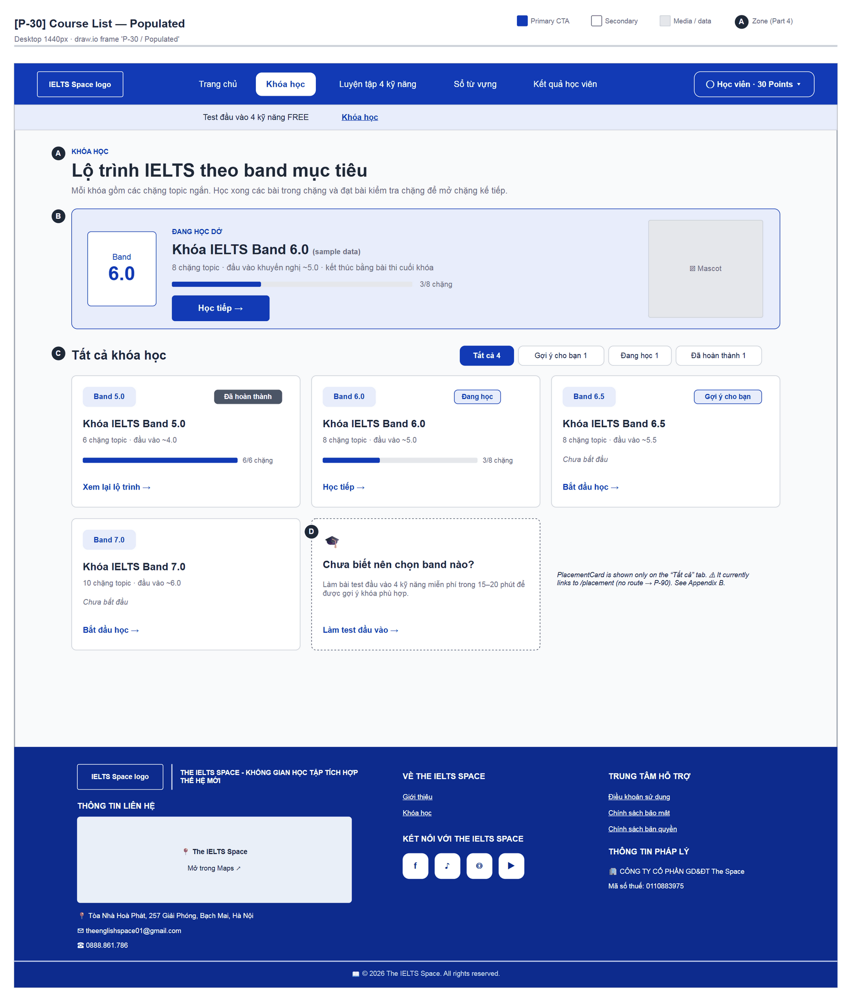 [P-30] Course List — Populated
Desktop 1440px · draw.io frame 'P-30 / Populated'
Primary CTA
Secondary
Media / data
A
Zone (Part 4)
IELTS Space logo
Trang chủ
Khóa học
Luyện tập 4 kỹ năng
Sổ từ vựng
Kết quả học viên
Học viên · 30 Points ▾
Test đầu vào 4 kỹ năng FREE
Khóa học
A
KHÓA HỌC
Lộ trình IELTS theo band mục tiêu
Mỗi khóa gồm các chặng topic ngắn. Học xong các bài trong chặng và đạt bài kiểm tra chặng để mở chặng kế tiếp.
B
Band
6.0
ĐANG HỌC DỞ
Khóa IELTS Band 6.0 (sample data)
8 chặng topic · đầu vào khuyến nghị ~5.0 · kết thúc bằng bài thi cuối khóa
3/8 chặng
Học tiếp →
Mascot
C
Tất cả khóa học
Tất cả 4
Gợi ý cho bạn 1
Đang học 1
Đã hoàn thành 1
Band 5.0
Đã hoàn thành
Khóa IELTS Band 5.0
6 chặng topic · đầu vào ~4.0
6/6 chặng
Xem lại lộ trình →
Band 6.0
Đang học
Khóa IELTS Band 6.0
8 chặng topic · đầu vào ~5.0
3/8 chặng
Học tiếp →
Band 6.5
Gợi ý cho bạn
Khóa IELTS Band 6.5
8 chặng topic · đầu vào ~5.5
Chưa bắt đầu
Bắt đầu học →
Band 7.0
Khóa IELTS Band 7.0
10 chặng topic · đầu vào ~6.0
Chưa bắt đầu
Bắt đầu học →
D
Chưa biết nên chọn band nào?
Làm bài test đầu vào 4 kỹ năng miễn phí trong 15–20 phút để
được gợi ý khóa phù hợp.
Làm test đầu vào →
PlacementCard is shown only on the “Tất cả” tab. ⚠ It currently
links to /placement (no route → P-90). See Appendix B.
IELTS Space logo
THE IELTS SPACE - KHÔNG GIAN HỌC TẬP TÍCH HỢP
THẾ HỆ MỚI
THÔNG TIN LIÊN HỆ
The IELTS Space
Mở trong Maps ↗
Tòa Nhà Hoà Phát, 257 Giải Phóng, Bạch Mai, Hà Nội
theenglishspace01@gmail.com
0888.861.786
VỀ THE IELTS SPACE
Giới thiệu
Khóa học
KẾT NỐI VỚI THE IELTS SPACE
f
TRUNG TÂM HỖ TRỢ
Điều khoản sử dụng
Chính sách bảo mật
Chính sách bản quyền
THÔNG TIN PHÁP LÝ
CÔNG TY CỔ PHẦN GD&ĐT The Space
Mã số thuế: 0110883975
© 2026 The IELTS Space. All rights reserved.